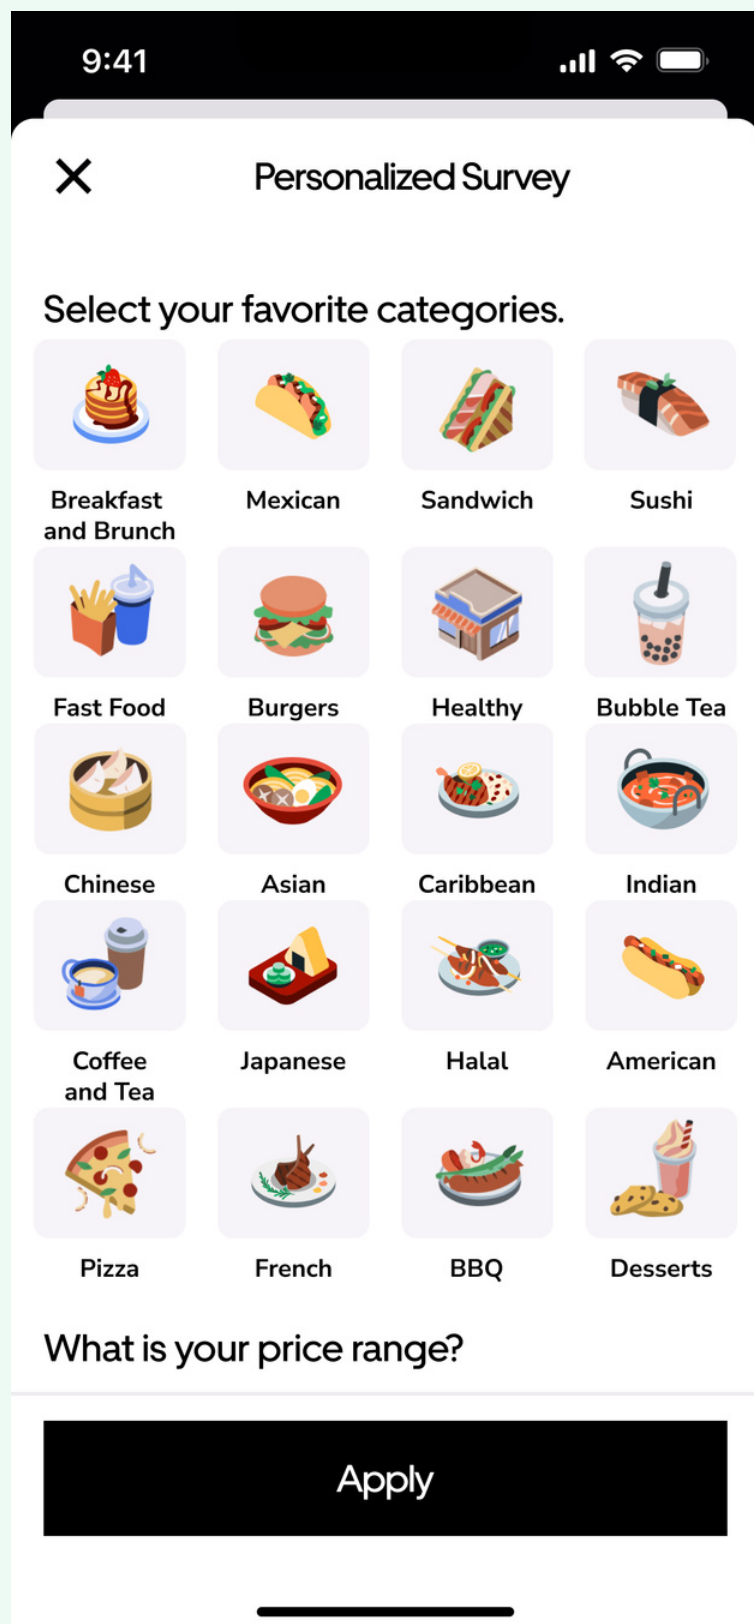 9:41
Personalized Survey
Select your favorite categories.
Breakfast
and Brunch
Mexican
Sandwich
Sushi
Fast Food
Burgers
Healthy
Bubble Tea
Chinese
Asian
Caribbean
Indian
Coffee
and Tea
Japanese
Halal
American
Pizza
French
BBQ
Desserts
What is your price range?
Apply